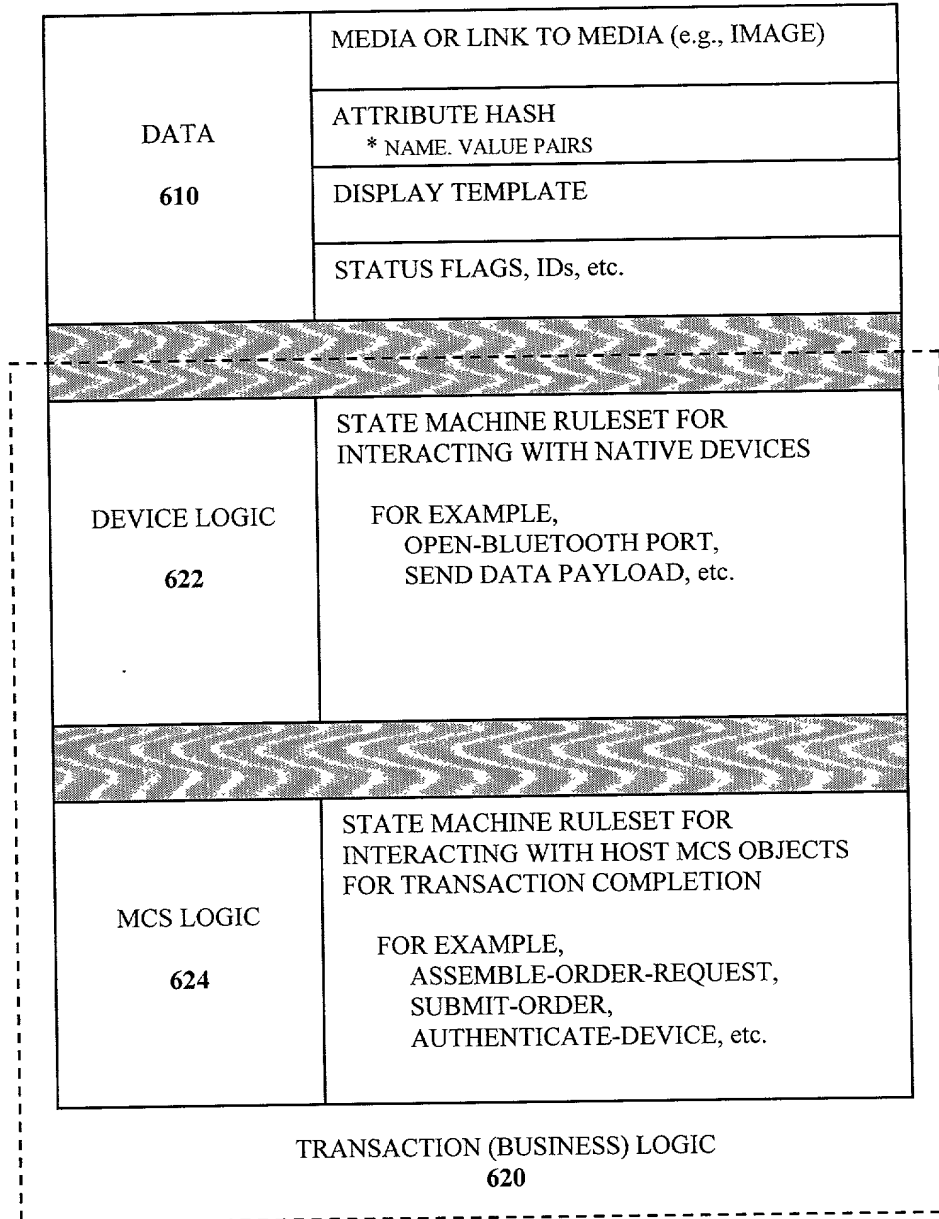 MEDIA OR LINK TO MEDIA (e.g., IMAGE)
DATA
610
ATTRIBUTE HASH
* NAME. VALUE PAIRS
DISPLAY TEMPLATE
STATUS FLAGS, IDs, etc.
DEVICE LOGIC
622
STATE MACHINE RULESET FOR
INTERACTING WITH NATIVE DEVICES
FOR EXAMPLE,
OPEN-BLUETOOTH PORT,
SEND DATA PAYLOAD, etc.
MCS LOGIC
624
STATE MACHINE RULESET FOR
INTERACTING WITH HOST MCS OBJECTS
FOR TRANSACTION COMPLETION
FOR EXAMPLE,
ASSEMBLE-ORDER-REQUEST,
SUBMIT-ORDER,
AUTHENTICATE-DEVICE, etc.
TRANSACTION (BUSINESS) LOGIC
620